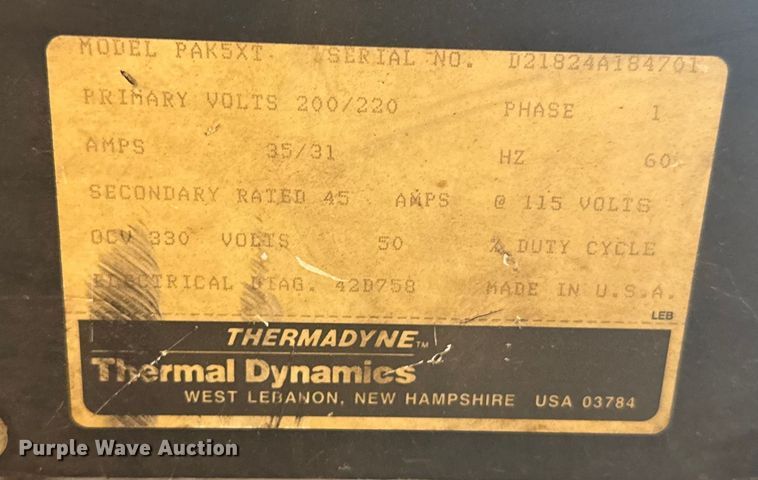 MODEL PAK5XT SERIAL NO. D21824A184701
PRIMARY VOLTS 200/220 PHASE 1
AMPS 35/31 HZ 60
SECONDARY RATED 45 AMPS @ 115 VOLTS
OCV 330 VOLTS 50 % DUTY CYCLE
ELECTRICAL DIAG. 42D758 MADE IN U.S.A.
LEB
THERMADYNE™
Thermal Dynamics
WEST LEBANON, NEW HAMPSHIRE USA 03784
Purple Wave Auction